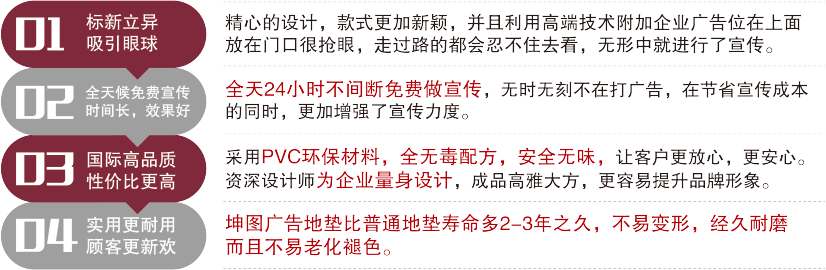 01
标新立异
吸引眼球
精心的设计，款式更加新颖，并且利用高端技术附加企业广告位在上面
放在门口很抢眼，走过路的都会忍不住去看，无形中就进行了宣传。
02
全天候免费宣传
时间长，效果好
全天24小时不间断免费做宣传，无时无刻不在打广告，在节省宣传成本
的同时，更加增强了宣传力度。
03
国际高品质
性价比更高
采用PVC环保材料，全无毒配方，安全无味，让客户更放心，更安心。
资深设计师为企业量身设计，成品高雅大方，更容易提升品牌形象。
04
实用更耐用
顾客更新欢
坤图广告地垫比普通地垫寿命多2-3年之久，不易变形，经久耐磨
而且不易老化褪色。